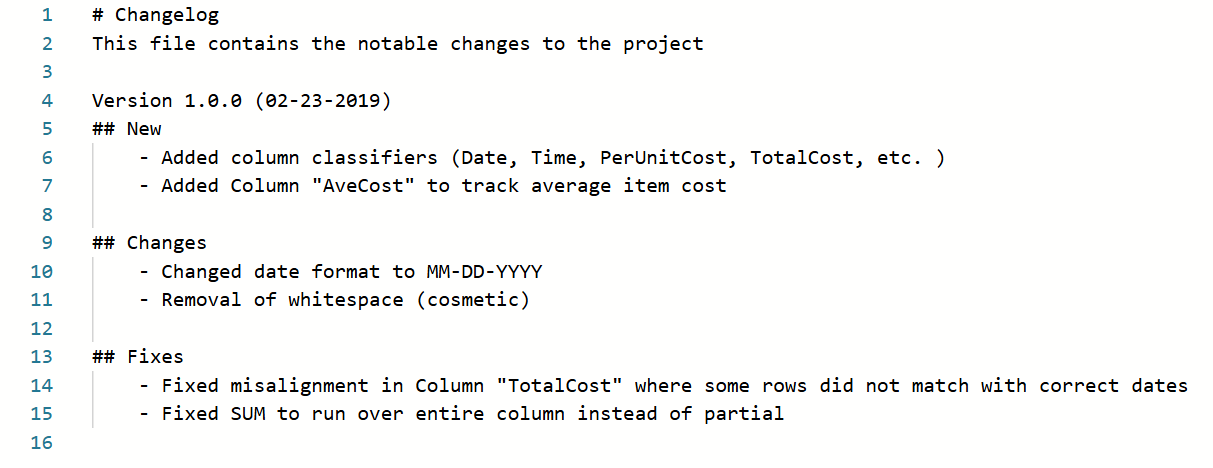 1 # Changelog
2 This file contains the notable changes to the project
3
4 Version 1.0.0 (02-23-2019)
5 ## New
6 - Added column classifiers (Date, Time, PerUnitCost, TotalCost, etc. )
7 - Added Column "AveCost" to track average item cost
8
9 ## Changes
10 - Changed date format to MM-DD-YYYY
11 - Removal of whitespace (cosmetic)
12
13 ## Fixes
14 - Fixed misalignment in Column "TotalCost" where some rows did not match with correct dates
15 - Fixed SUM to run over entire column instead of partial
16